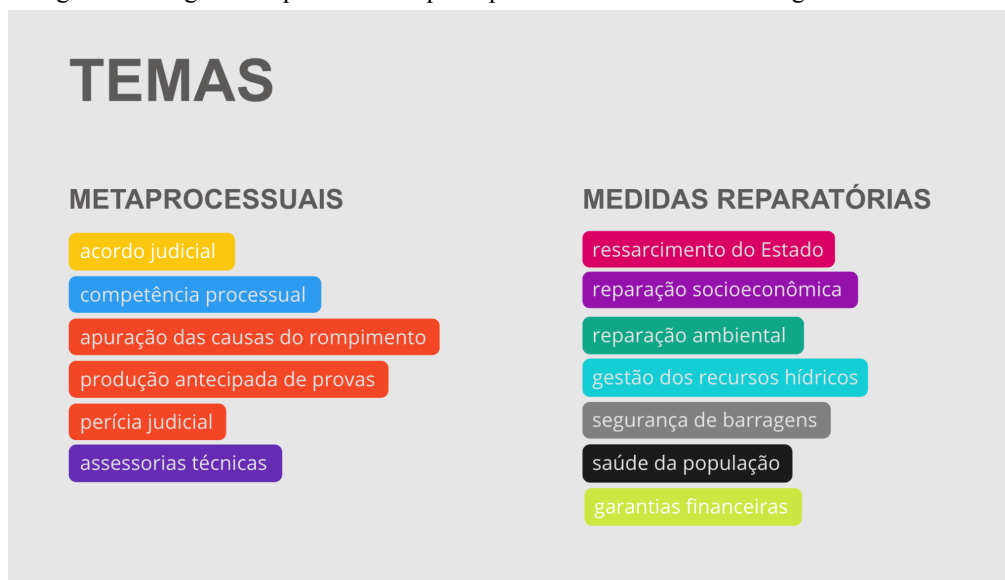 TEMAS
METAPROCESSUAIS
acordo judicial
competência processual
apuração das causas do rompimento
produção antecipada de provas
perícia judicial
assessorias técnicas
MEDIDAS REPARATÓRIAS
ressarcimento do Estado
reparação socioeconômica
reparação ambiental
gestão dos recursos hídricos
segurança de barragens
saúde da população
garantias financeiras